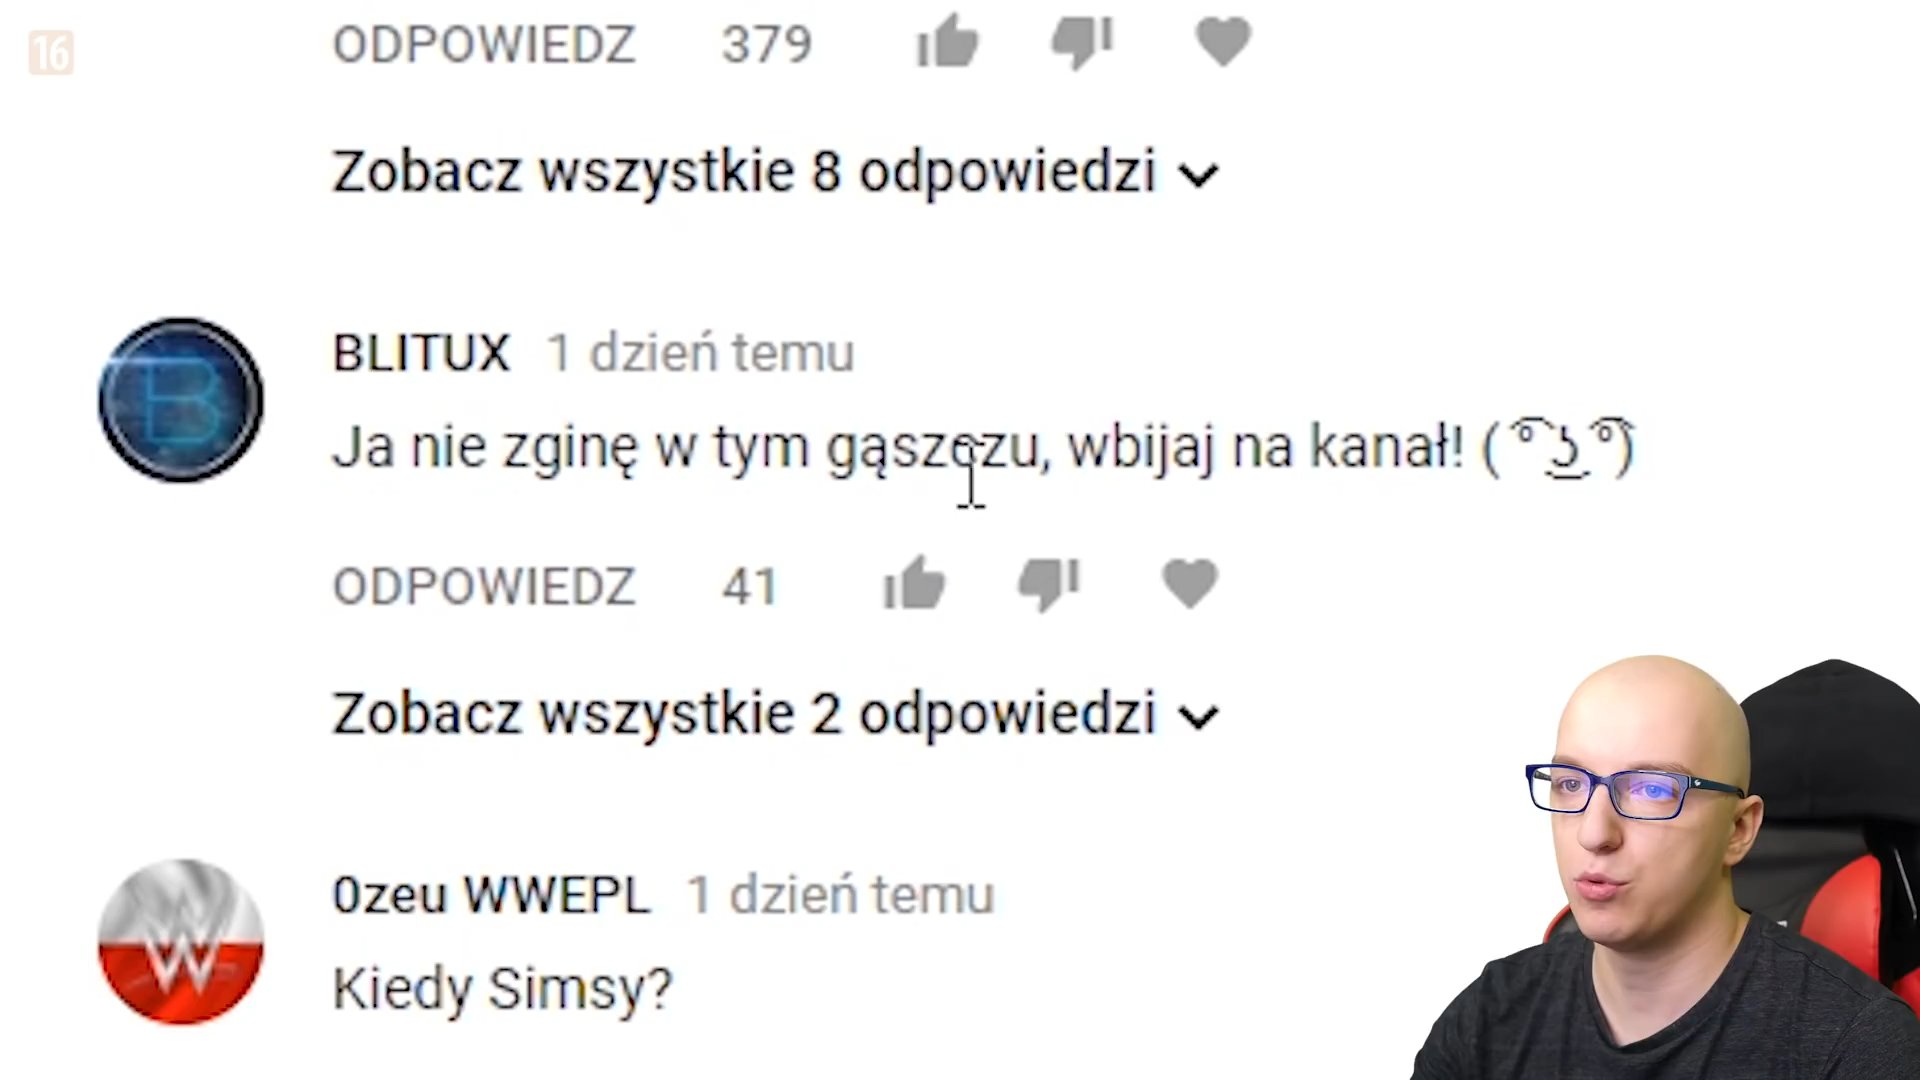 16
ODPOWIEDZ 379
Zobacz wszystkie 8 odpowiedzi
B
BLITUX 1 dzień temu
Ja nie zginę w tym gąszczu, wbijaj na kanał! ( ͡° ͜ʖ ͡°)
ODPOWIEDZ 41
Zobacz wszystkie 2 odpowiedzi
W
0zeu WWEPL 1 dzień temu
Kiedy Simsy?